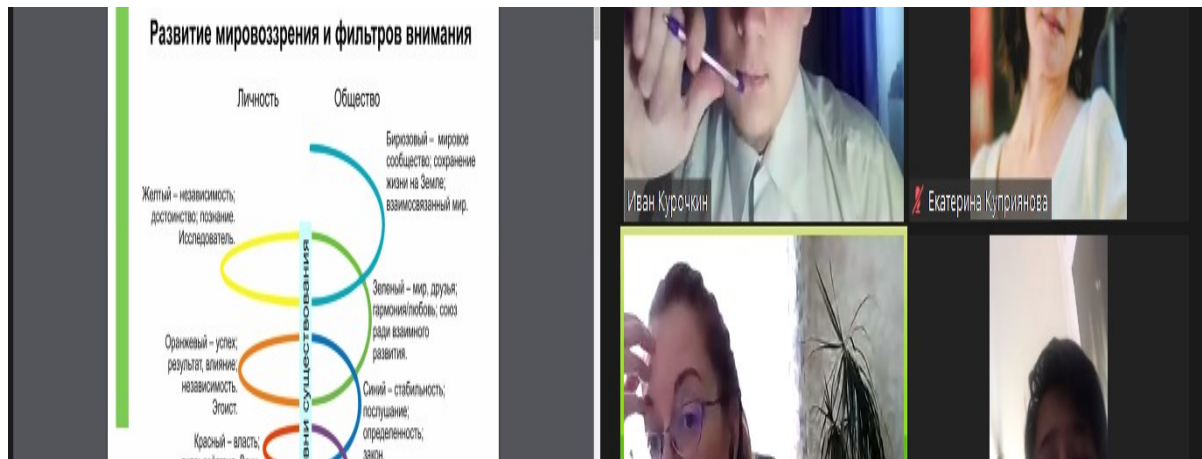 Развитие мировоззрения и фильтров внимания
Личность
Общество
Бирюзовый – мировое
сообщество; сохранение
жизни на Земле;
взаимосвязанный мир.
Желтый – независимость;
достоинство; познание.
Исследователь.
Зеленый – мир, друзья;
гармония/любовь; союз
ради взаимного
развития.
Оранжевый – успех;
результат, влияние;
независимость.
Эгоист.
Синий – стабильность;
послушание;
определенность;
закон.
Красный – власть;
существования
Иван Курочкин
Екатерина Куприянова